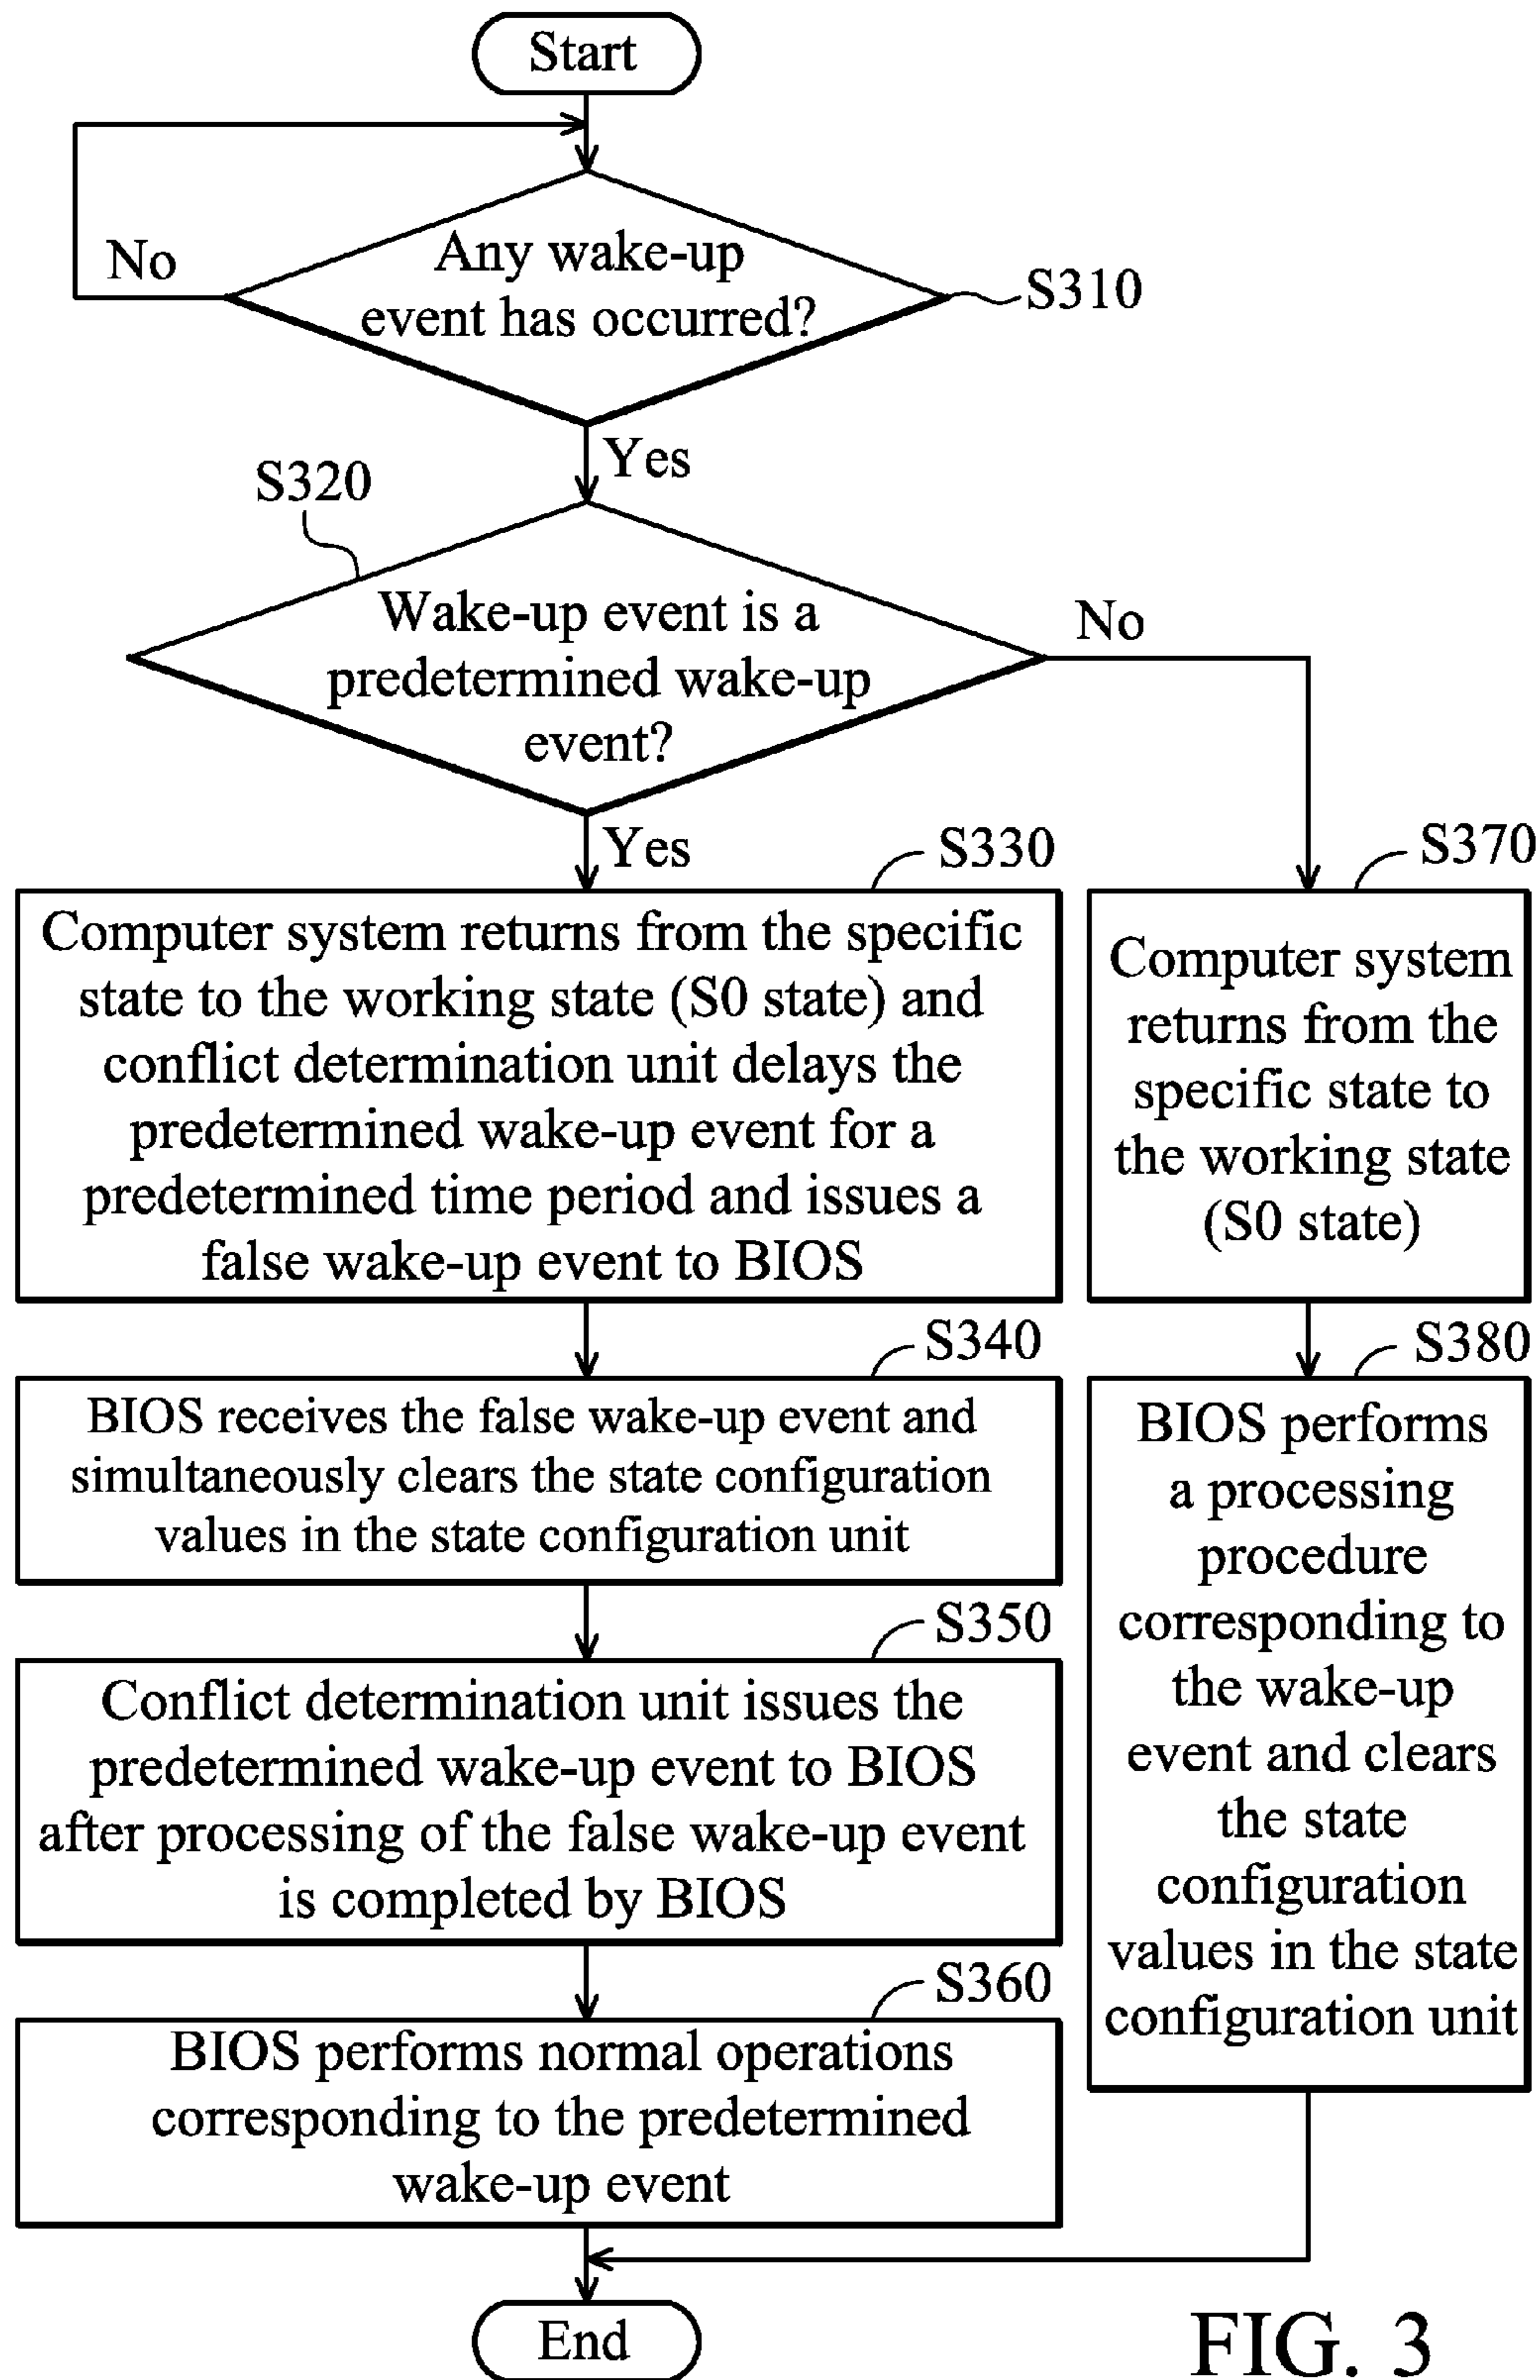 Start
No
Any wake-up
event has occurred?
S310
Yes
S320
Wake-up event is a
predetermined wake-up
event?
No
Yes
S330
Computer system returns from the specific
state to the working state (S0 state) and
conflict determination unit delays the
predetermined wake-up event for a
predetermined time period and issues a
false wake-up event to BIOS
S370
Computer system
returns from the
specific state to
the working state
(S0 state)
S340
BIOS receives the false wake-up event and
simultaneously clears the state configuration
values in the state configuration unit
S380
BIOS performs
a processing
procedure
corresponding to
the wake-up
event and clears
the state
configuration
values in the state
configuration unit
S350
Conflict determination unit issues the
predetermined wake-up event to BIOS
after processing of the false wake-up event
is completed by BIOS
S360
BIOS performs normal operations
corresponding to the predetermined
wake-up event
End
FIG. 3